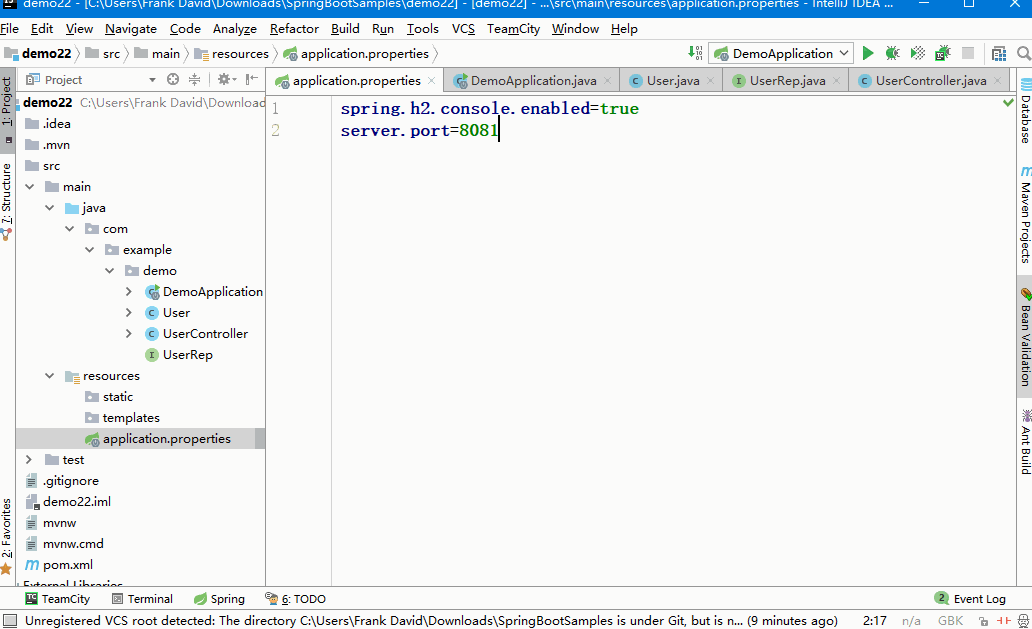 demo22 - [C:\Users\Frank David\Downloads\SpringBootSamples\demo22] - [demo22] - ...\src\main\resources\application.properties - IntelliJ IDEA ...
File Edit View Navigate Code Analyze Refactor Build Run Tools VCS TeamCity Window Help
demo22 src main resources application.properties DemoApplication
Project
application.properties DemoApplication.java User.java UserRep.java UserController.java
demo22 C:\Users\Frank David\Download
.idea
.mvn
src
main
java
com
example
demo
DemoApplication
User
UserController
UserRep
resources
static
templates
application.properties
test
.gitignore
demo22.iml
mvnw
mvnw.cmd
pom.xml
External Libraries
1: Project
7: Structure
2: Favorites
1 spring.h2.console.enabled=true
2 server.port=8081
Database
Maven Projects
Bean Validation
Ant Build
TeamCity Terminal Spring 6: TODO 2 Event Log
Unregistered VCS root detected: The directory C:\Users\Frank David\Downloads\SpringBootSamples is under Git, but is n... (9 minutes ago) 2:17 n/a GBK